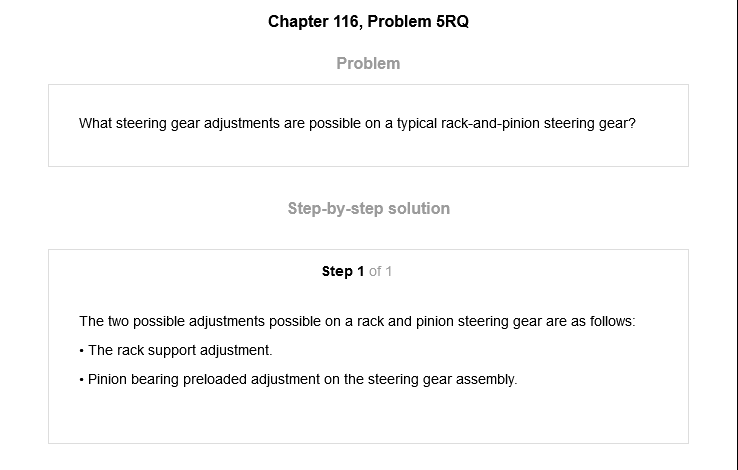 Chapter 116, Problem 5RQ
Problem
What steering gear adjustments are possible on a typical rack-and-pinion steering gear?
Step-by-step solution
Step 1 of 1
The two possible adjustments possible on a rack and pinion steering gear are as follows:
• The rack support adjustment.
• Pinion bearing preloaded adjustment on the steering gear assembly.